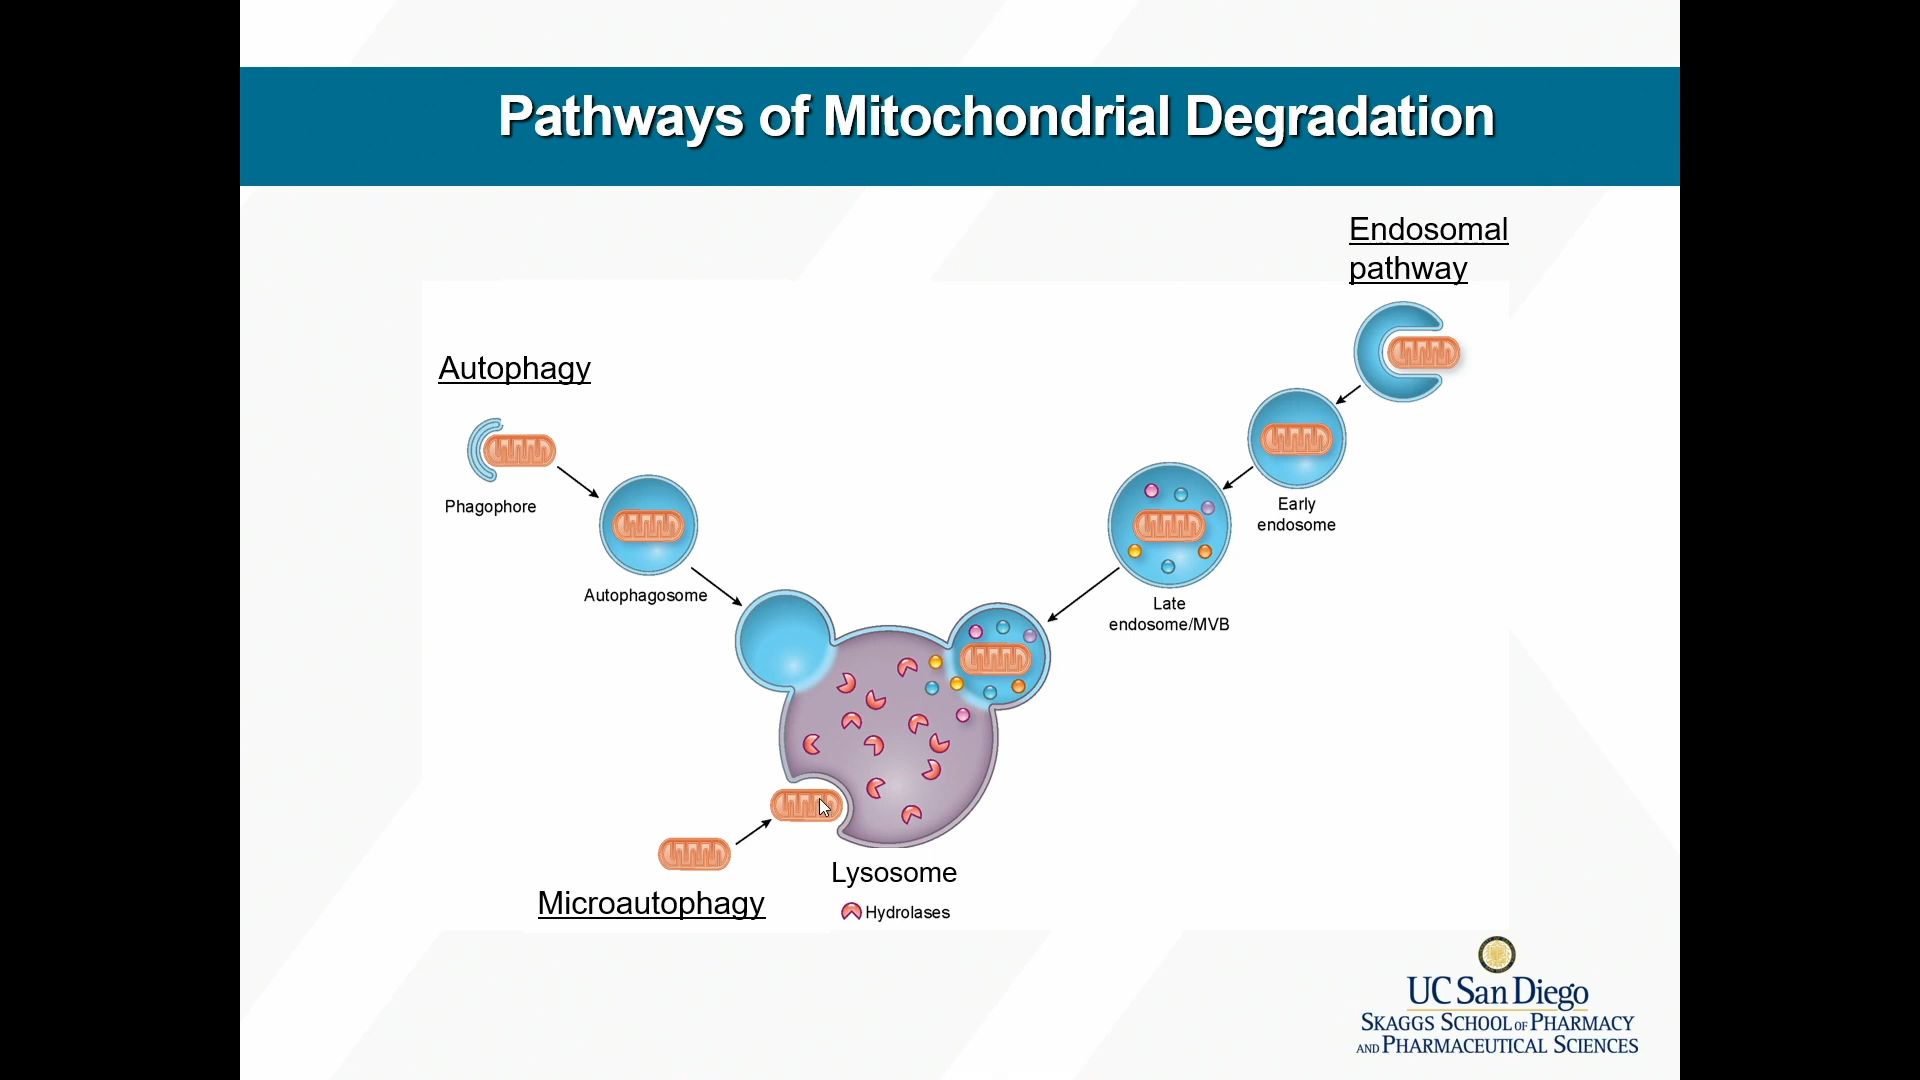 Pathways of Mitochondrial Degradation
Endosomal
pathway
Autophagy
Phagophore
Autophagosome
Early
endosome
Late
endosome/MVB
Microautophagy
Lysosome
Hydrolases
UC San Diego
SKAGGS SCHOOL OF PHARMACY
AND PHARMACEUTICAL SCIENCES